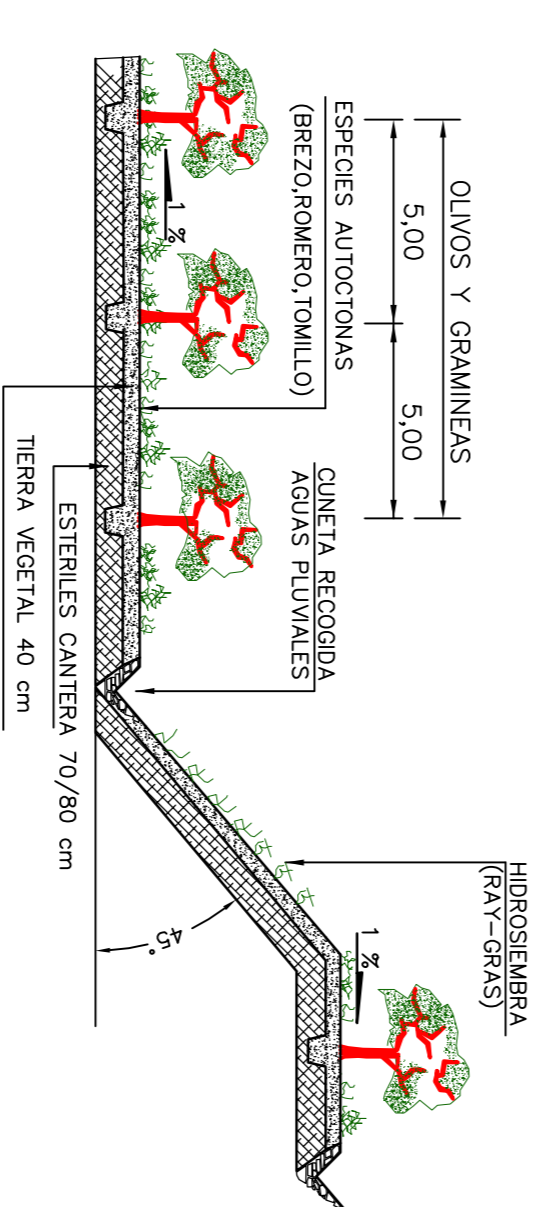 OLIVOS Y GRAMINEAS
5,00
5,00
ESPECIES AUTOCTONAS
(BREZO,ROMERO,TOMILLO)
1 %
CUNETA RECOGIDA
AGUAS PLUVIALES
HIDROSIEMBRA
(RAY-GRAS)
1 %
45°
ESTERILES CANTERA 70/80 cm
TIERRA VEGETAL 40 cm